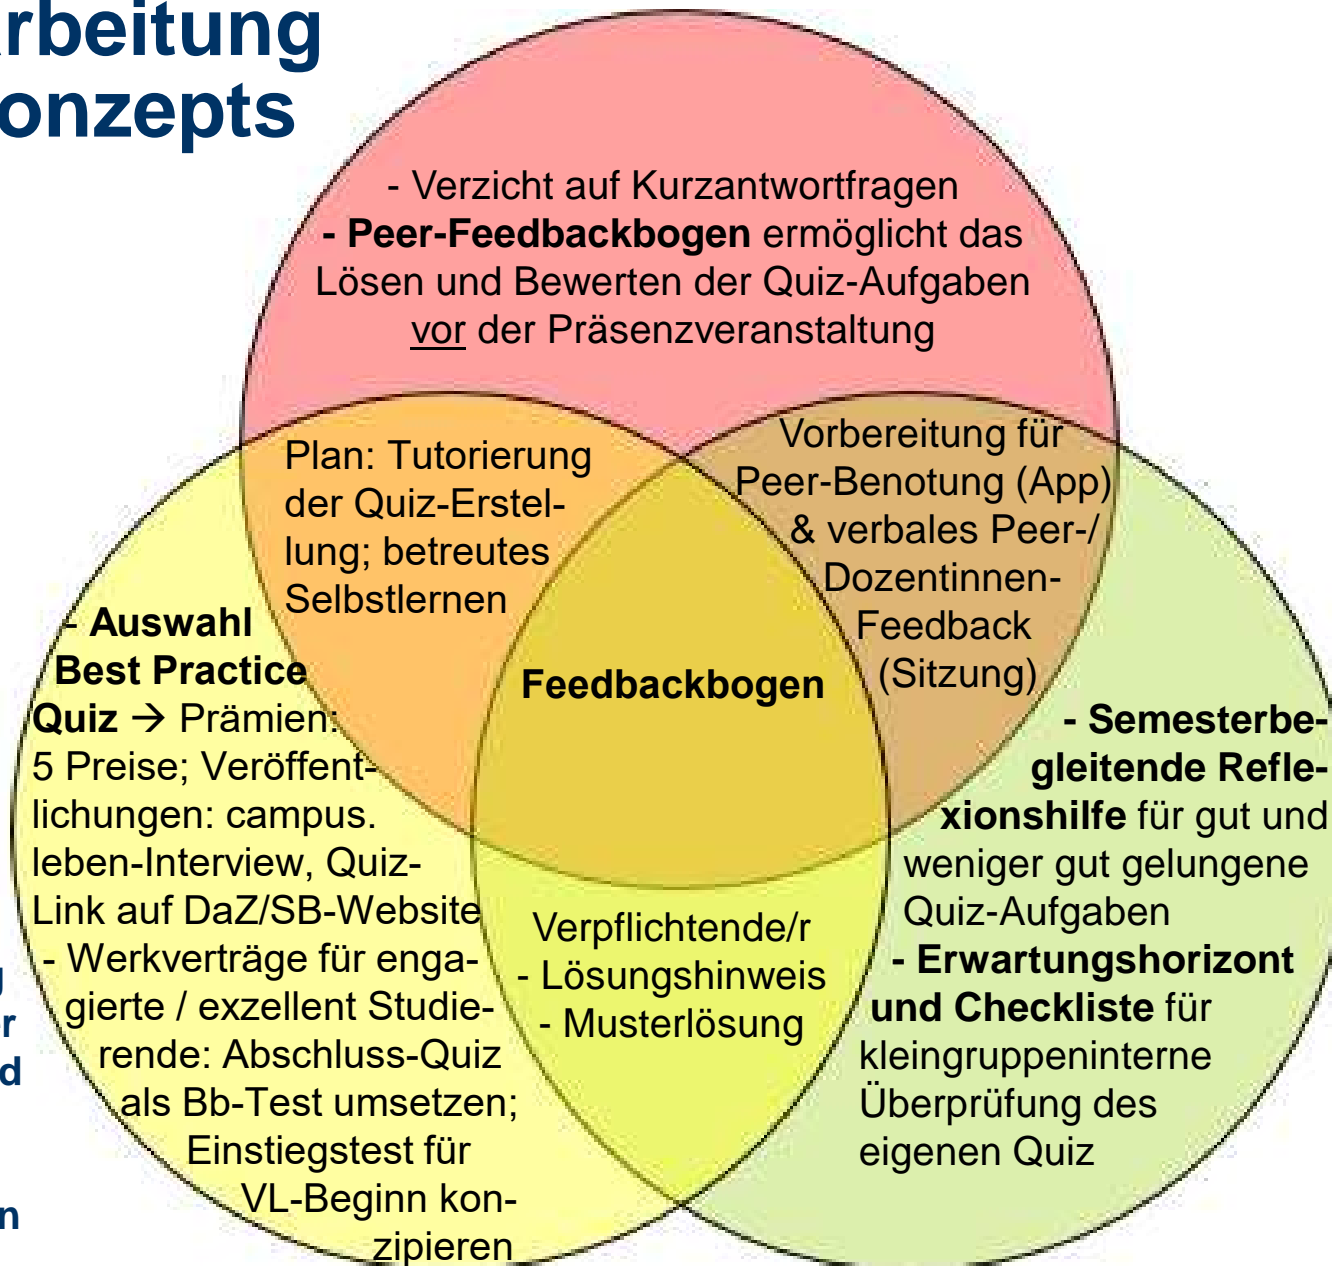 arbeitung
onzepts
- Verzicht auf Kurzantwortfragen
- Peer-Feedbackbogen ermöglicht das
Lösen und Bewerten der Quiz-Aufgaben
vor der Präsenzveranstaltung
Plan: Tutorierung
der Quiz-Erstel-
lung; betreutes
Selbstlernen
Vorbereitung für
Peer-Benotung (App)
& verbales Peer-/
Dozentinnen-
Feedback
(Sitzung)
Feedbackbogen
- Auswahl
Best Practice
Quiz → Prämien:
5 Preise; Veröffent-
lichungen: campus.
leben-Interview, Quiz-
Link auf DaZ/SB-Website
- Werkverträge für enga-
gierte / exzellent Studie-
rende: Abschluss-Quiz
als Bb-Test umsetzen;
Einstiegstest für
VL-Beginn kon-
zipieren
Verpflichtende/r
- Lösungshinweis
- Musterlösung
- Semesterbe-
gleitende Refle-
xionshilfe für gut und
weniger gut gelungene
Quiz-Aufgaben
- Erwartungshorizont
und Checkliste für
kleingruppeninterne
Überprüfung des
eigenen Quiz
g
r
d
n